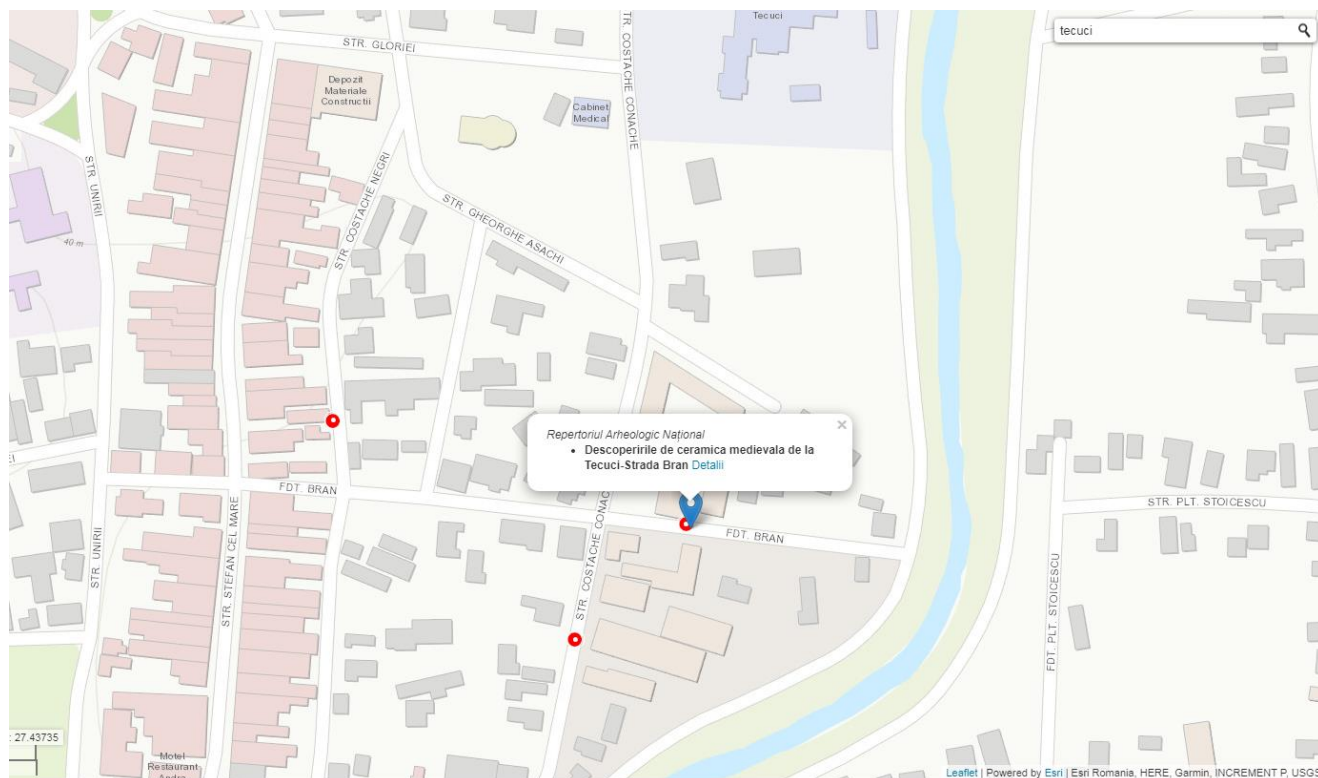 Tecuci
tecuci
STR. GLORIEI
STR. COSTACHE CONACHE
Depozit
Materiale
Constructii
Cabinet
Medical
STR. UNIRII
STR. COSTACHE NEGRI
STR. GHEORGHE ASACHI
40 m
Repertoriul Arheologic Național
Descoperirile de ceramica medievala de la
Tecuci-Strada Bran Detalii
×
FDT. BRAN
STR. PLT. STOICESCU
STR. UNIRII
STR. STEFAN CEL MARE
STR. COSTACHE CONAC
FDT. BRAN
FDT. PLT. STOICESCU
: 27.43735
Motel
Restaurant
Leaflet | Powered by Esri | Esri Romania, HERE, Garmin, INCREMENT P, USGS